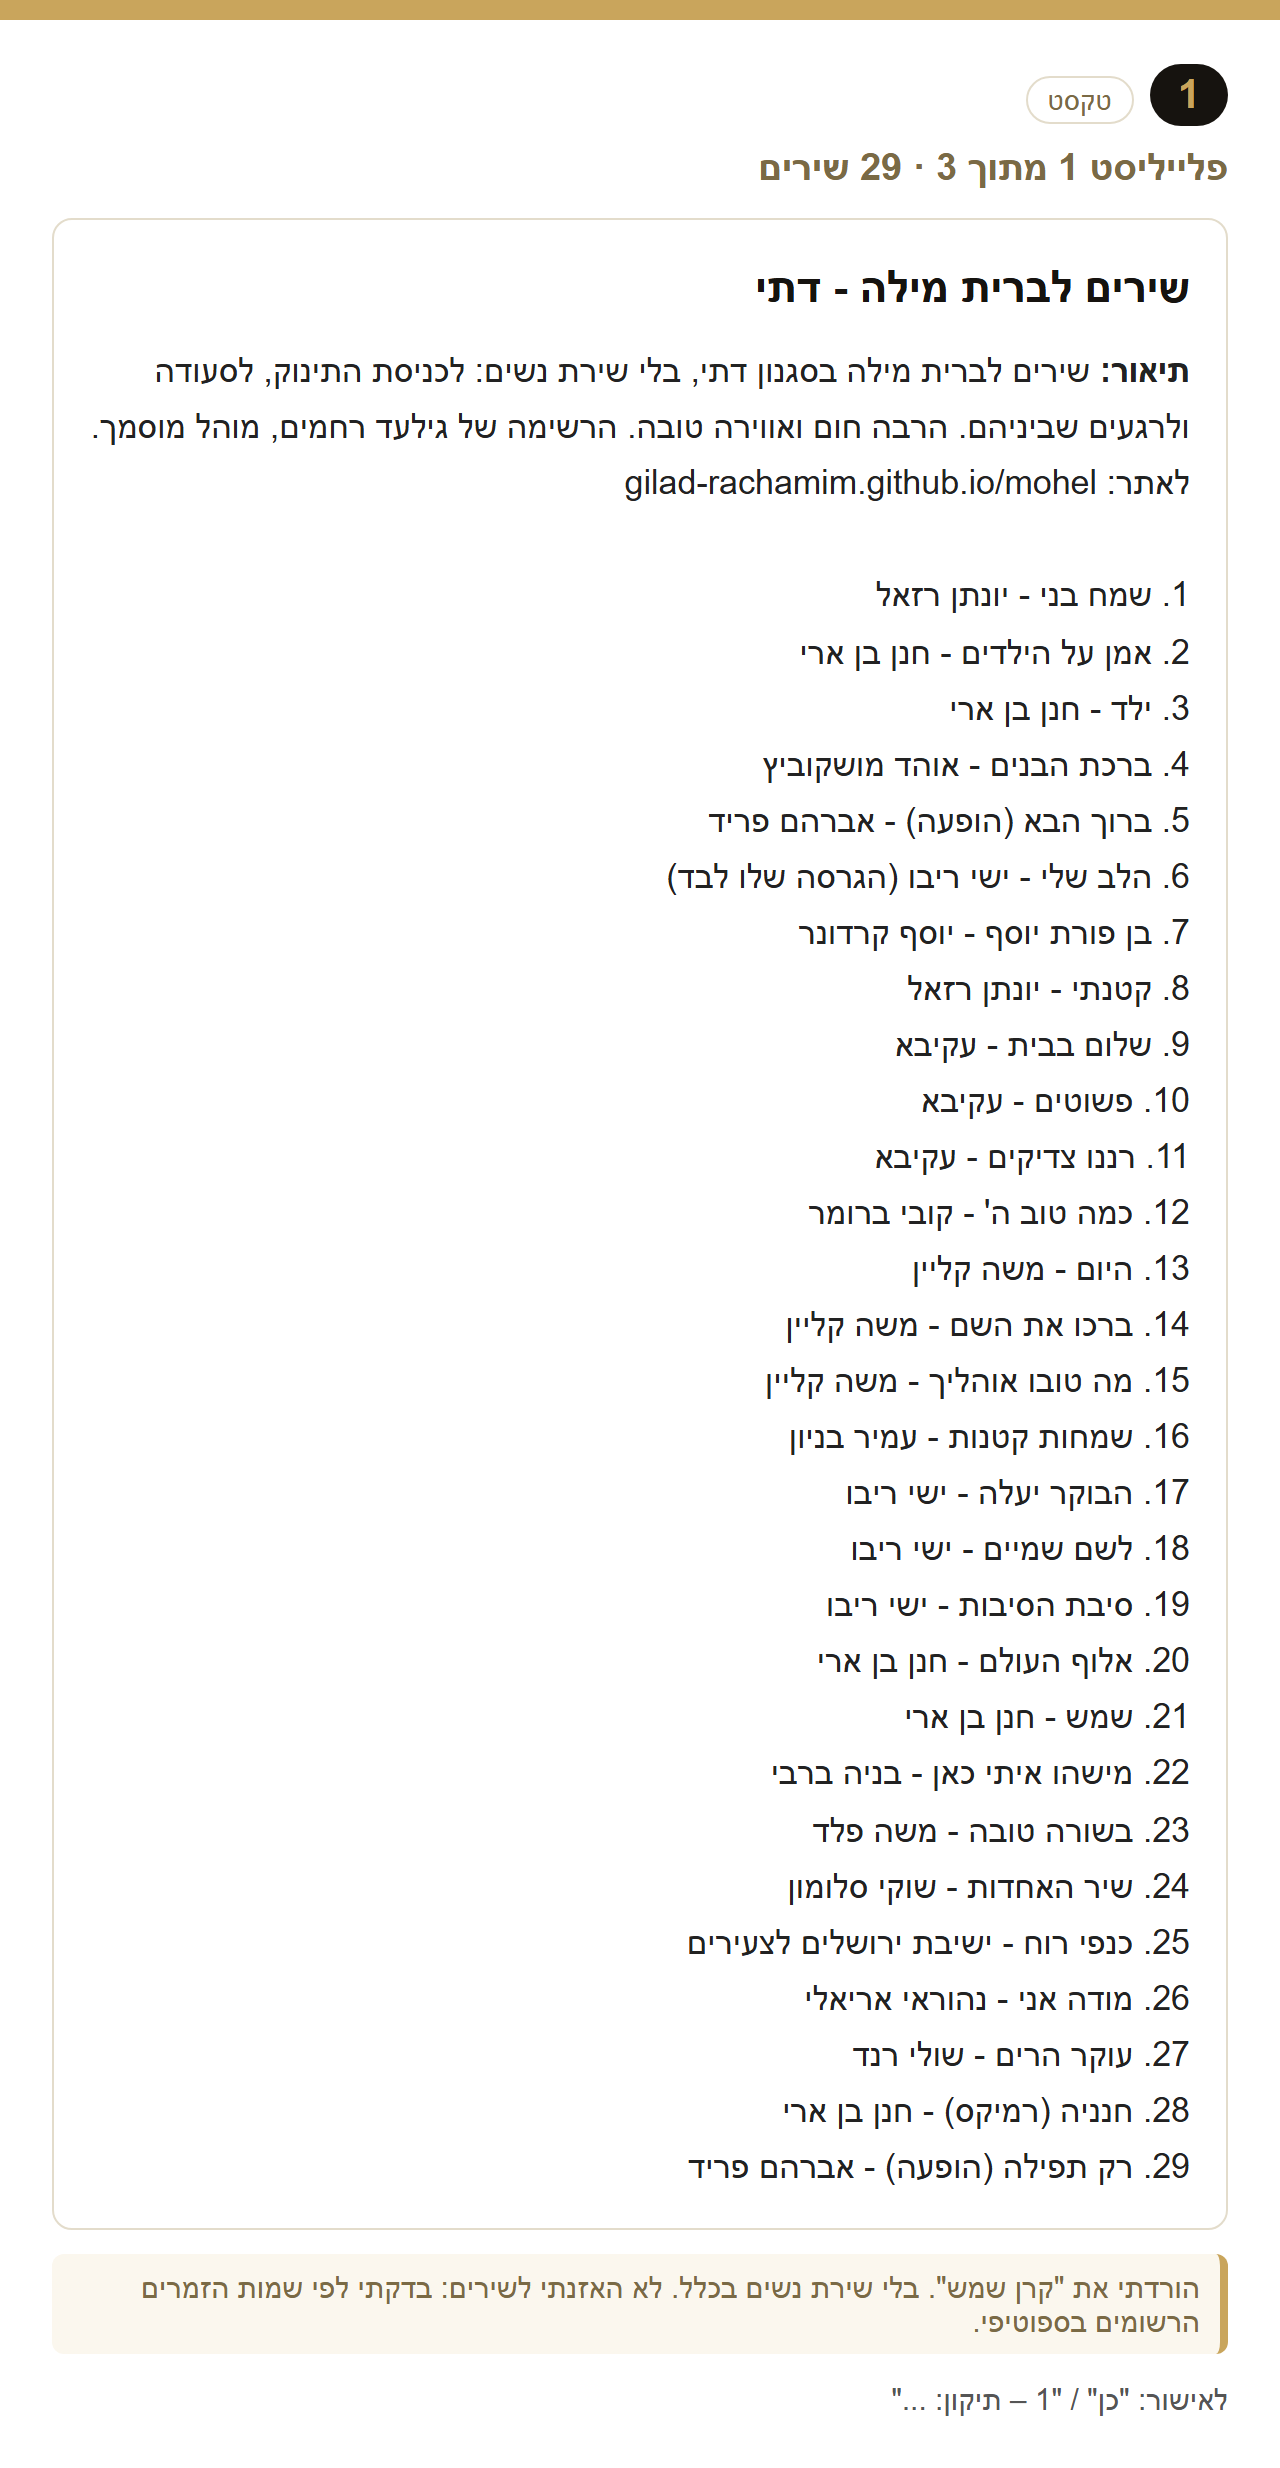 1
טקסט
פלייליסט 1 מתוך 3 · 29 שירים
שירים לברית מילה - דתי
תיאור: שירים לברית מילה בסגנון דתי, בלי שירת נשים: לכניסת התינוק, לסעודה
ולרגעים שביניהם. הרבה חום ואווירה טובה. הרשימה של גילעד רחמים, מוהל מוסמך.
לאתר: gilad-rachamim.github.io/mohel
1. שמח בני - יונתן רזאל
2. אמן על הילדים - חנן בן ארי
3. ילד - חנן בן ארי
4. ברכת הבנים - אוהד מושקוביץ
5. ברוך הבא (הופעה) - אברהם פריד
6. הלב שלי - ישי ריבו (הגרסה שלו לבד)
7. בן פורת יוסף - יוסף קרדונר
8. קטנתי - יונתן רזאל
9. שלום בבית - עקיבא
10. פשוטים - עקיבא
11. רננו צדיקים - עקיבא
12. כמה טוב ה' - קובי ברומר
13. היום - משה קליין
14. ברכו את השם - משה קליין
15. מה טובו אוהליך - משה קליין
16. שמחות קטנות - עמיר בניון
17. הבוקר יעלה - ישי ריבו
18. לשם שמיים - ישי ריבו
19. סיבת הסיבות - ישי ריבו
20. אלוף העולם - חנן בן ארי
21. שמש - חנן בן ארי
22. מישהו איתי כאן - בניה ברבי
23. בשורה טובה - משה פלד
24. שיר האחדות - שוקי סלומון
25. כנפי רוח - ישיבת ירושלים לצעירים
26. מודה אני - נהוראי אריאלי
27. עוקר הרים - שולי רנד
28. חנניה (רמיקס) - חנן בן ארי
29. רק תפילה (הופעה) - אברהם פריד
הורדתי את "קרן שמש". בלי שירת נשים בכלל. לא האזנתי לשירים: בדקתי לפי שמות הזמרים
הרשומים בספוטיפי.
לאישור: "כן" / "1 – תיקון: ..."